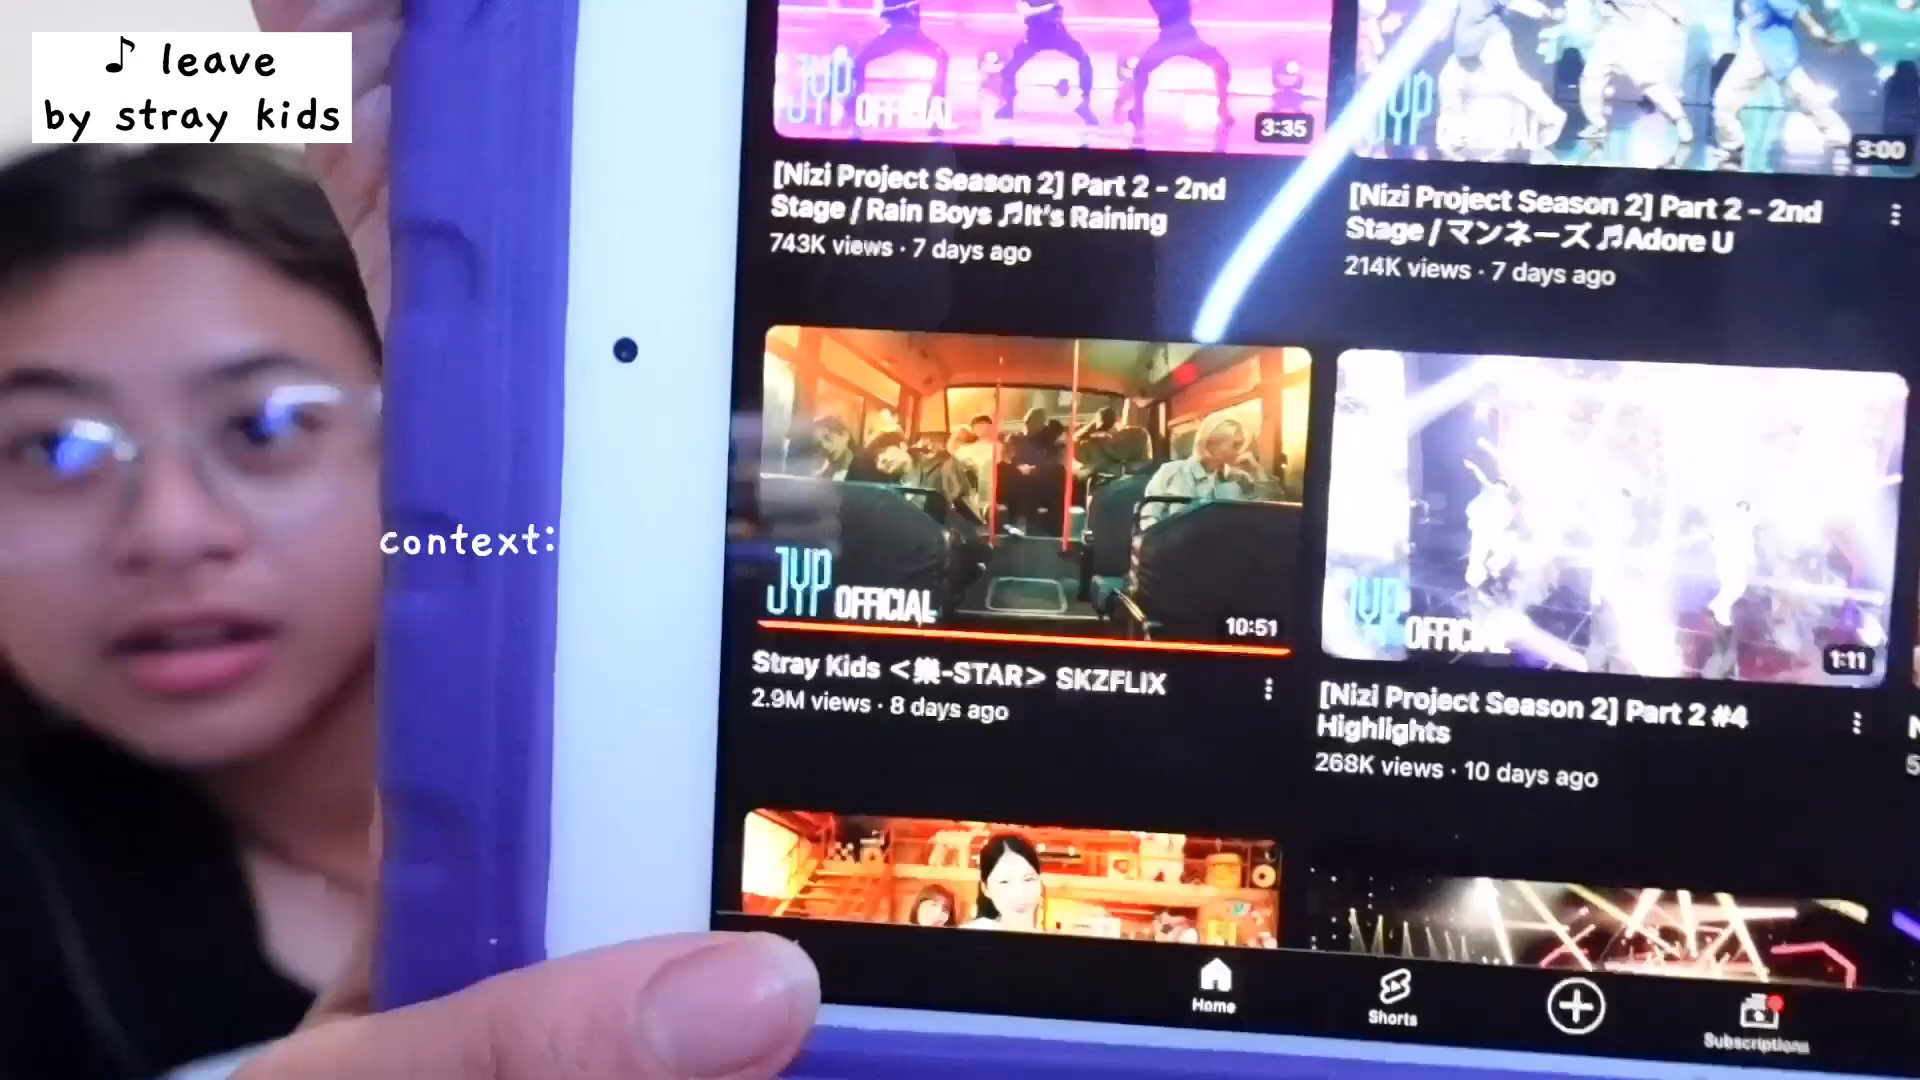 ♪ leave
by stray kids
context:
JYP OFFICIAL
3:35
[Nizi Project Season 2] Part 2 - 2nd
Stage / Rain Boys 🎵It's Raining
743K views · 7 days ago
JYP OFFICIAL
3:00
[Nizi Project Season 2] Part 2 - 2nd
Stage / マンネーズ 🎵Adore U
214K views · 7 days ago
JYP OFFICIAL
10:51
Stray Kids <樂-STAR> SKZFLIX
2.9M views · 8 days ago
JYP OFFICIAL
1:11
[Nizi Project Season 2] Part 2 #4
Highlights
268K views · 10 days ago
N
5
Home
Shorts
Subscriptions